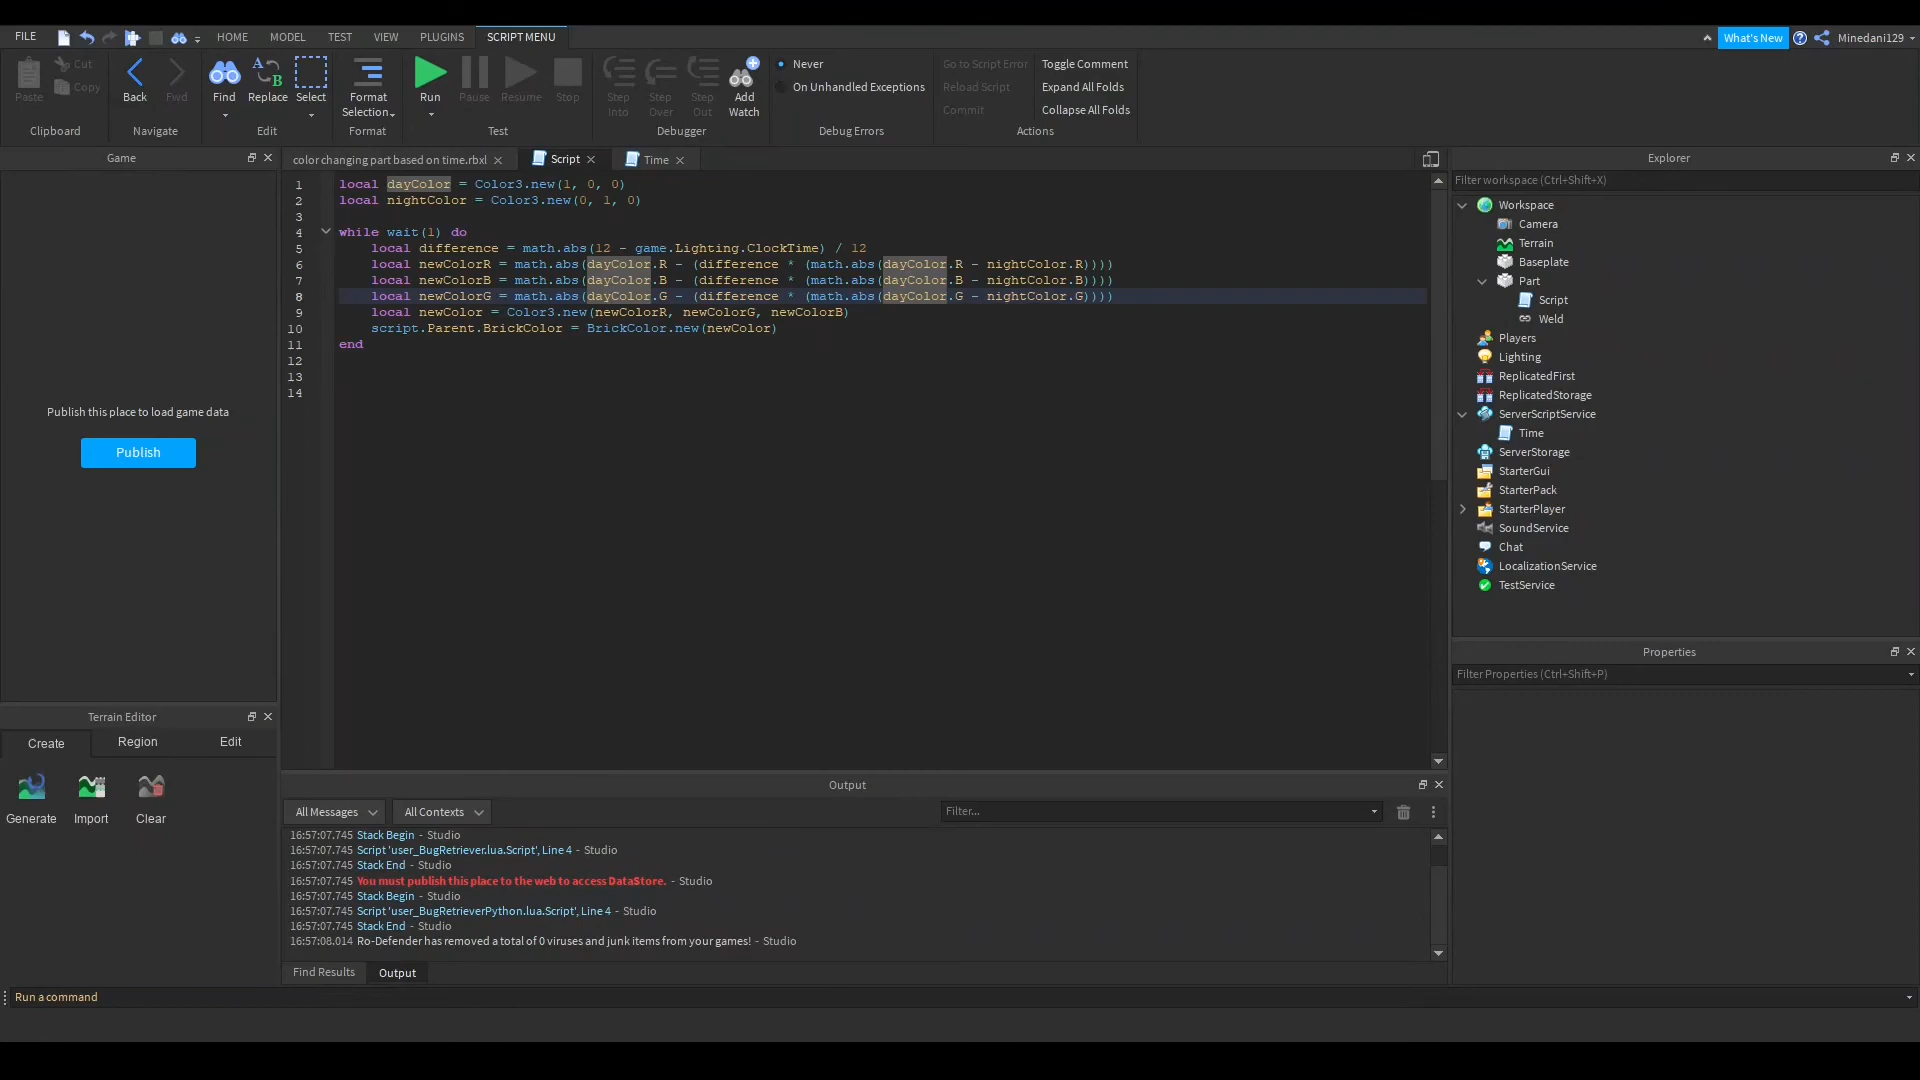 FILE HOME MODEL TEST VIEW PLUGINS SCRIPT MENU What's New Minedani129
Paste Cut Copy Clipboard
Back Fwd Navigate
Find Replace Select Edit
Format Selection Format
Run Pause Resume Stop Test
Step Into Step Over Step Out Add Watch Debugger
Never
On Unhandled Exceptions
Debug Errors
Go to Script Error Toggle Comment
Reload Script Expand All Folds
Commit Collapse All Folds
Actions
Game
Publish this place to load game data
Publish
Terrain Editor
Create Region Edit
Generate Import Clear
color changing part based on time.rbxl Script Time
1 local dayColor = Color3.new(1, 0, 0)
2 local nightColor = Color3.new(0, 1, 0)
3
4 while wait(1) do
5 local difference = math.abs(12 - game.Lighting.ClockTime) / 12
6 local newColorR = math.abs(dayColor.R - (difference * (math.abs(dayColor.R - nightColor.R))))
7 local newColorB = math.abs(dayColor.B - (difference * (math.abs(dayColor.B - nightColor.B))))
8 local newColorG = math.abs(dayColor.G - (difference * (math.abs(dayColor.G - nightColor.G))))
9 local newColor = Color3.new(newColorR, newColorG, newColorB)
10 script.Parent.BrickColor = BrickColor.new(newColor)
11 end
12
13
14
Output
All Messages All Contexts Filter...
16:57:07.745 Stack Begin - Studio
16:57:07.745 Script 'user_BugRetriever.lua.Script', Line 4 - Studio
16:57:07.745 Stack End - Studio
16:57:07.745 You must publish this place to the web to access DataStore. - Studio
16:57:07.745 Stack Begin - Studio
16:57:07.745 Script 'user_BugRetrieverPython.lua.Script', Line 4 - Studio
16:57:07.745 Stack End - Studio
16:57:08.014 Ro-Defender has removed a total of 0 viruses and junk items from your games! - Studio
Find Results Output
Run a command
Explorer
Filter workspace (Ctrl+Shift+X)
Workspace
Camera
Terrain
Baseplate
Part
Script
Weld
Players
Lighting
ReplicatedFirst
ReplicatedStorage
ServerScriptService
Time
ServerStorage
StarterGui
StarterPack
StarterPlayer
SoundService
Chat
LocalizationService
TestService
Properties
Filter Properties (Ctrl+Shift+P)